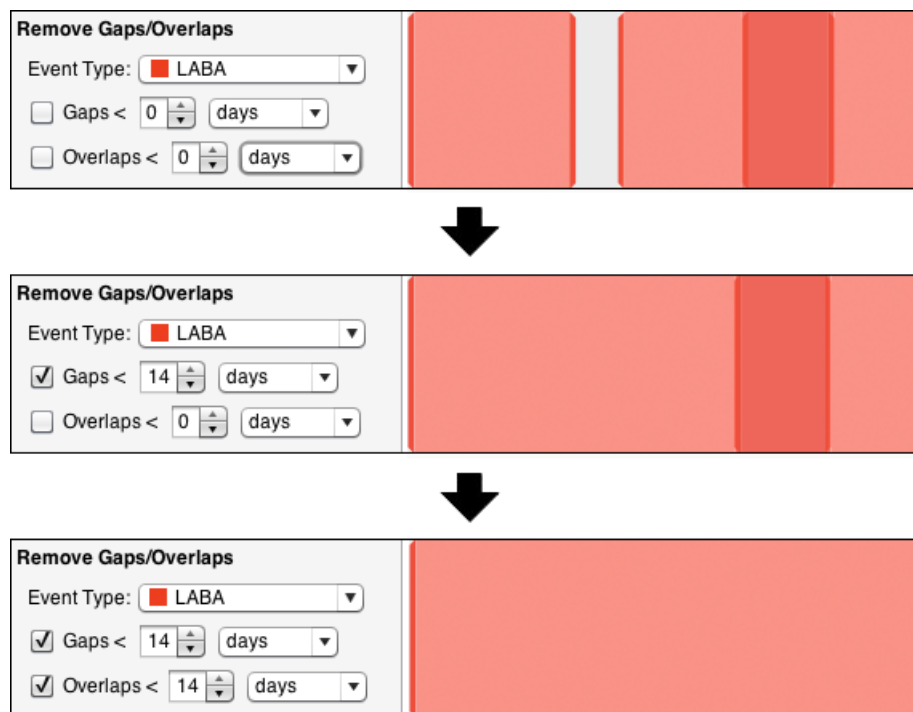 Remove Gaps/Overlaps
Event Type: LABA
Gaps < 0 days
Overlaps < 0 days
Remove Gaps/Overlaps
Event Type: LABA
Gaps < 14 days
Overlaps < 0 days
Remove Gaps/Overlaps
Event Type: LABA
Gaps < 14 days
Overlaps < 14 days